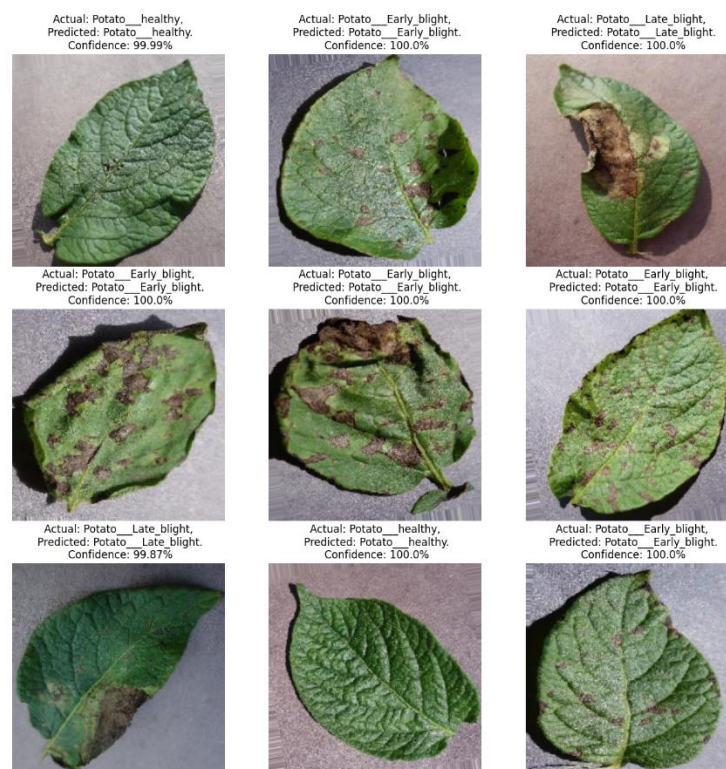 Actual: Potato___healthy,
Predicted: Potato___healthy.
Confidence: 99.99%
Actual: Potato___Early_blight,
Predicted: Potato___Early_blight.
Confidence: 100.0%
Actual: Potato___Late_blight,
Predicted: Potato___Late_blight.
Confidence: 100.0%
Actual: Potato___Early_blight,
Predicted: Potato___Early_blight.
Confidence: 100.0%
Actual: Potato___Early_blight,
Predicted: Potato___Early_blight.
Confidence: 100.0%
Actual: Potato___Early_blight,
Predicted: Potato___Early_blight.
Confidence: 100.0%
Actual: Potato___Late_blight,
Predicted: Potato___Late_blight.
Confidence: 99.87%
Actual: Potato___healthy,
Predicted: Potato___healthy.
Confidence: 100.0%
Actual: Potato___Early_blight,
Predicted: Potato___Early_blight.
Confidence: 100.0%